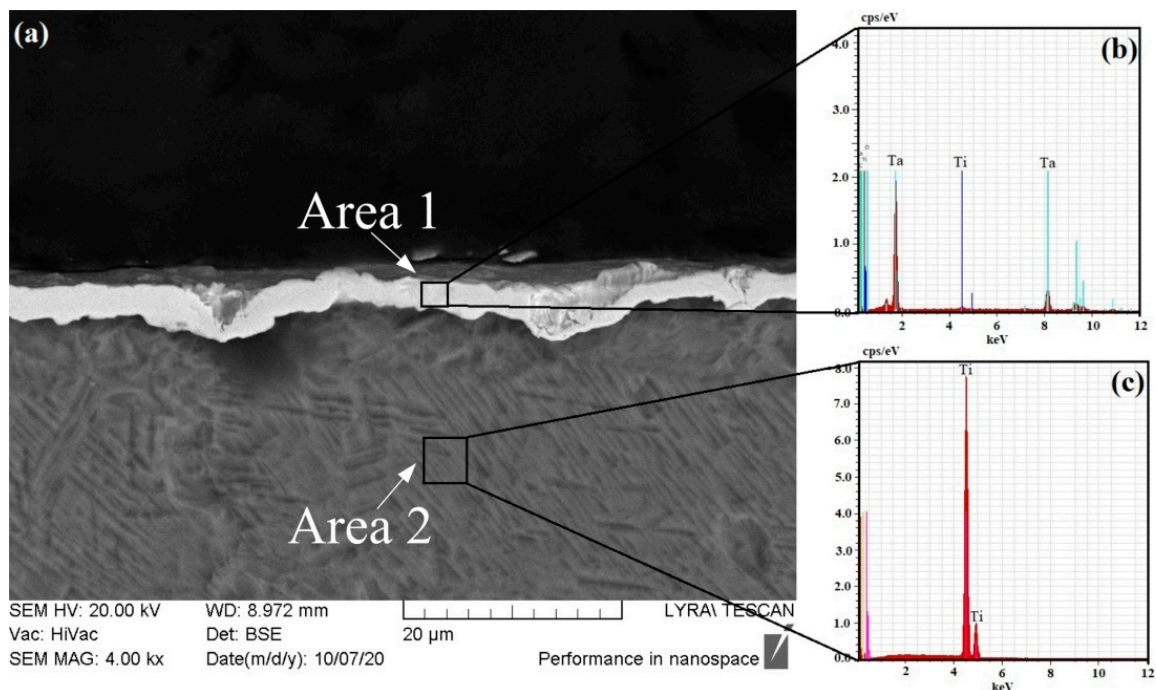 (a)
Area 1
Area 2
SEM HV: 20.00 kV WD: 8.972 mm LYRA\ TESCAN
Vac: HiVac Det: BSE 20 µm
SEM MAG: 4.00 kx Date(m/d/y): 10/07/20 Performance in nanospace
cps/eV
(b)
4.0
3.0
2.0
1.0
0.0
Ta Ti Ta
2 4 6 8 10 12
keV
cps/eV
(c)
8.0
7.0
6.0
5.0
4.0
3.0
2.0
1.0
0.0
Ti
Ti
2 4 6 8 10 12
keV